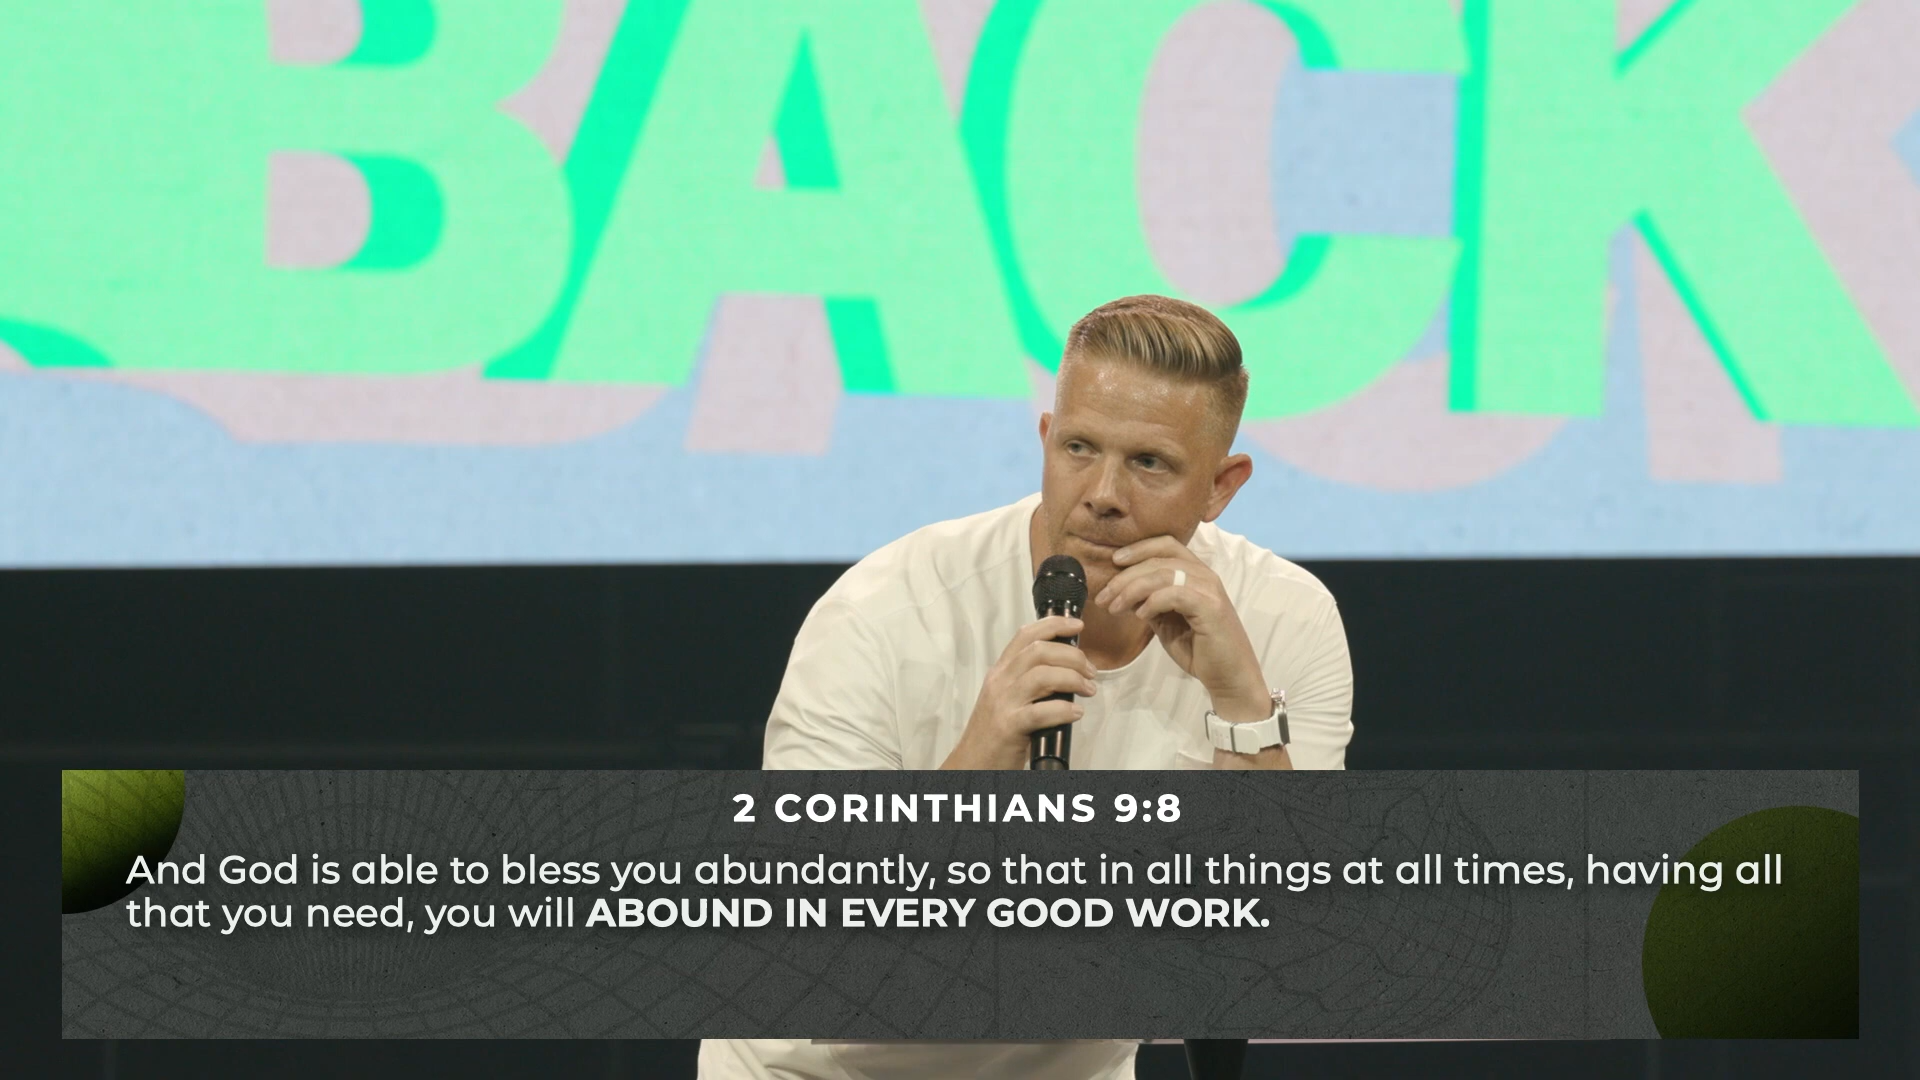 BACK
2 CORINTHIANS 9:8
And God is able to bless you abundantly, so that in all things at all times, having all
that you need, you will ABOUND IN EVERY GOOD WORK.